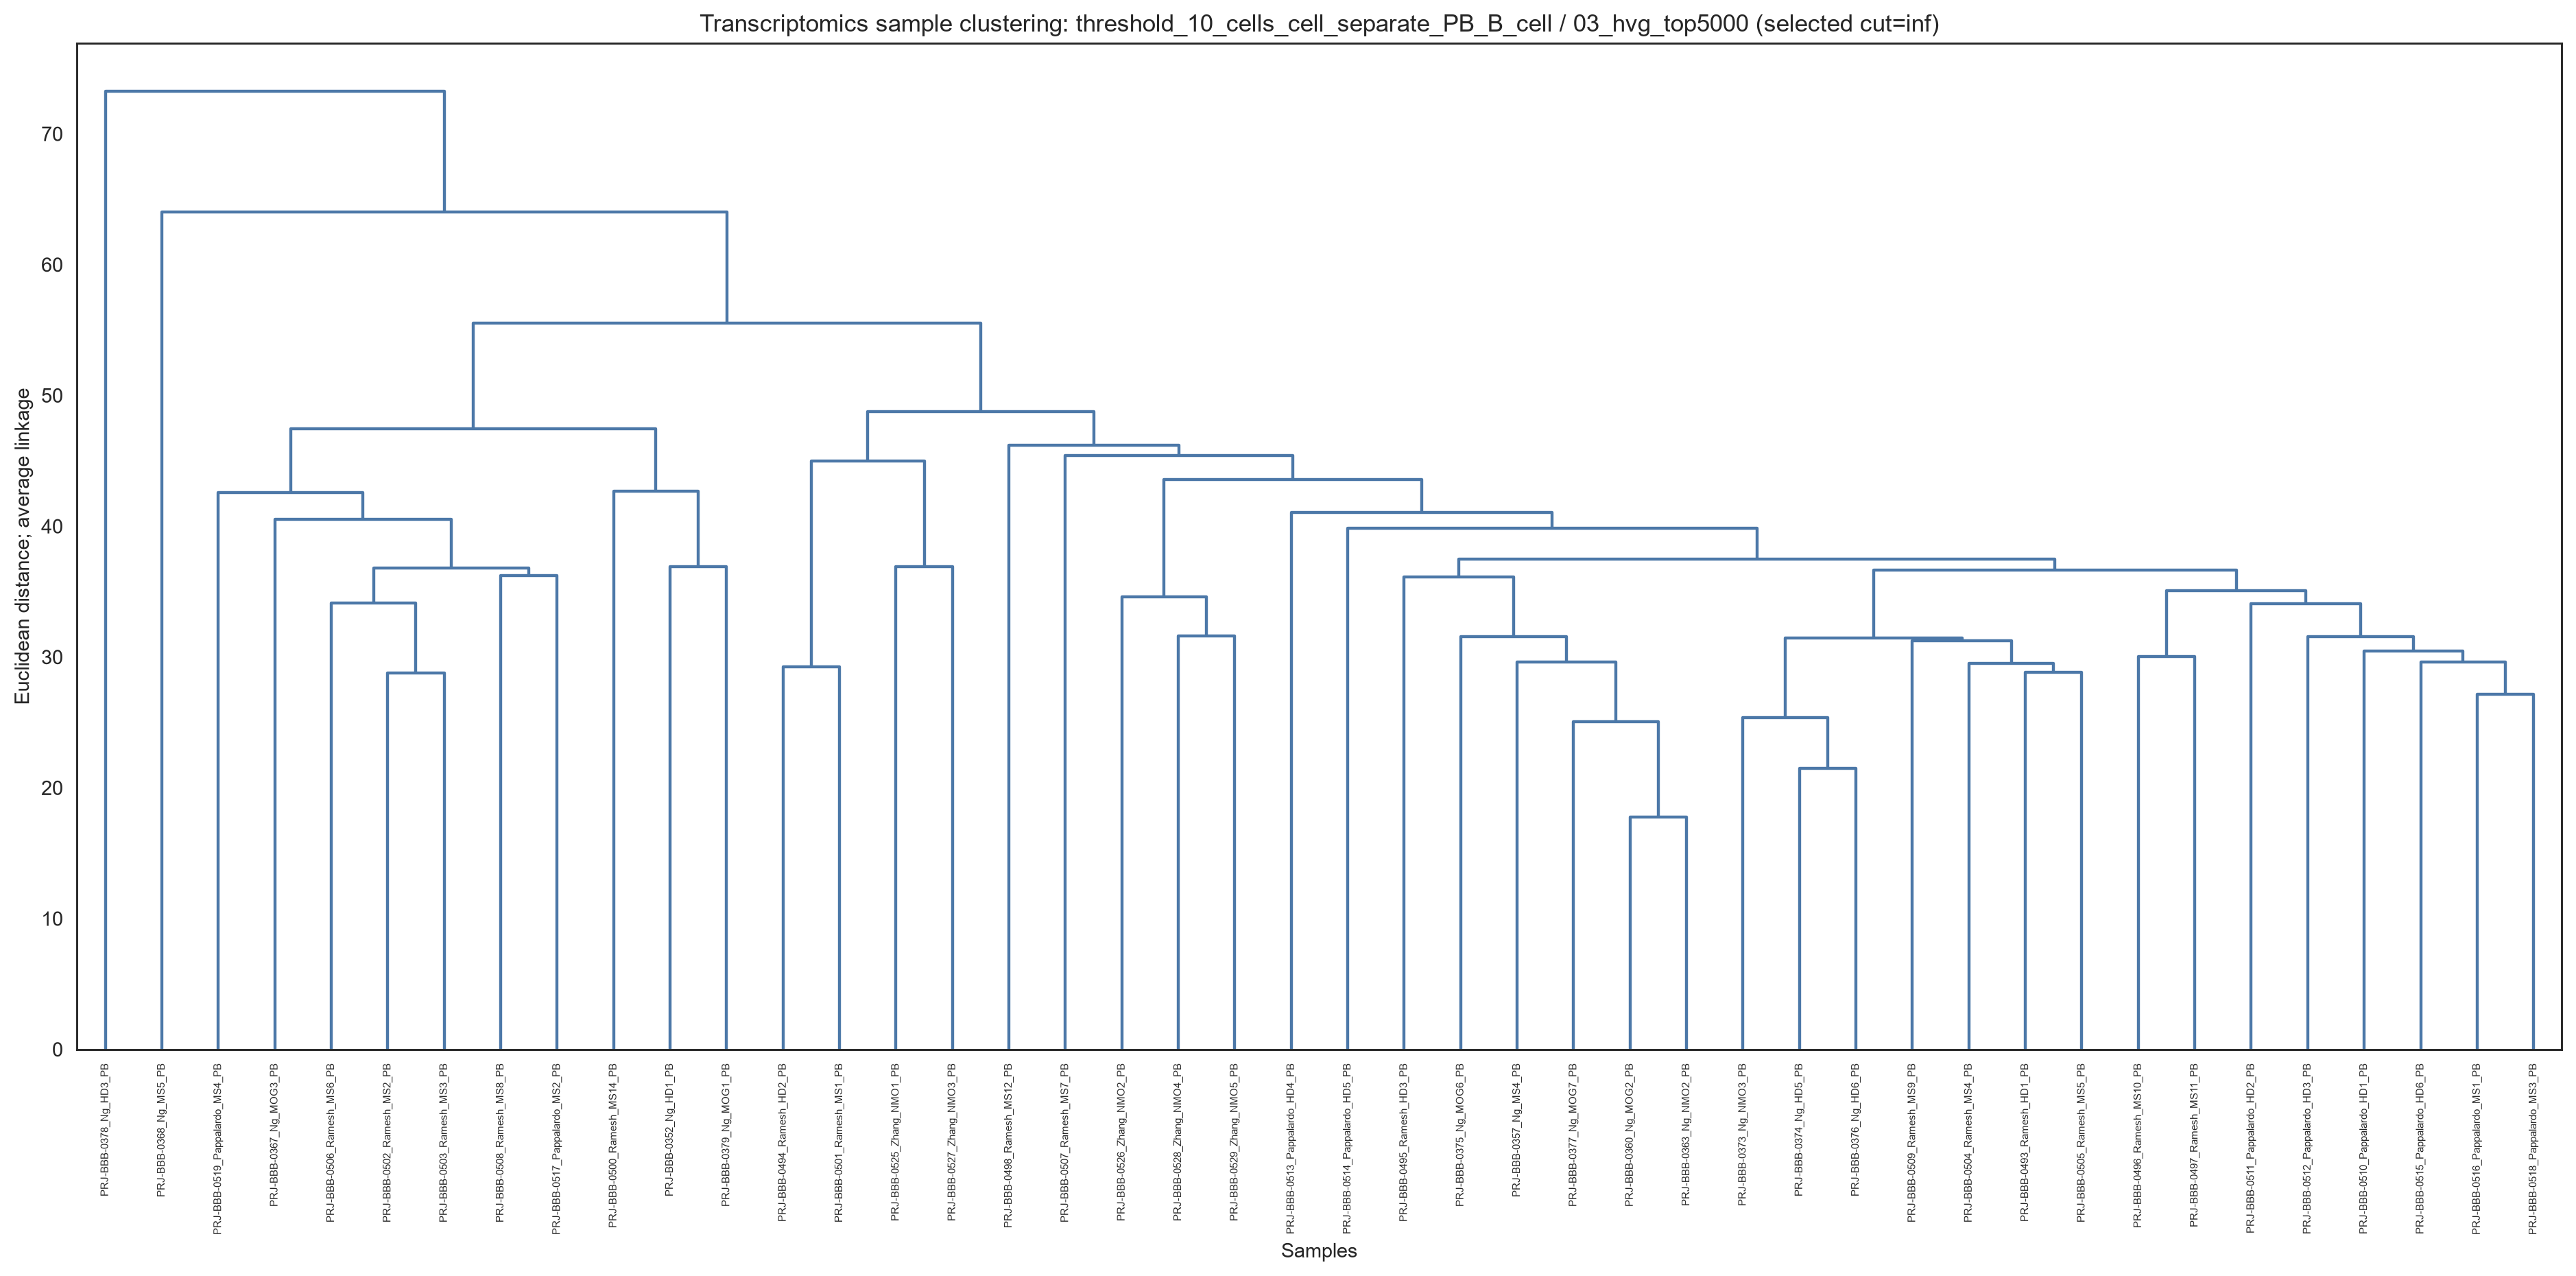 Transcriptomics sample clustering: threshold_10_cells_cell_separate_PB_B_cell / 03_hvg_top5000 (selected cut=inf)
Euclidean distance; average linkage
70
60
50
40
30
20
10
0
PRJ-BBB-0378_Ng_HD3_PB
PRJ-BBB-0368_Ng_MS5_PB
PRJ-BBB-0519_Pappalardo_MS4_PB
PRJ-BBB-0367_Ng_MOG3_PB
PRJ-BBB-0506_Ramesh_MS6_PB
PRJ-BBB-0502_Ramesh_MS2_PB
PRJ-BBB-0503_Ramesh_MS3_PB
PRJ-BBB-0508_Ramesh_MS8_PB
PRJ-BBB-0517_Pappalardo_MS2_PB
PRJ-BBB-0500_Ramesh_MS14_PB
PRJ-BBB-0352_Ng_HD1_PB
PRJ-BBB-0379_Ng_MOG1_PB
PRJ-BBB-0494_Ramesh_HD2_PB
PRJ-BBB-0501_Ramesh_MS1_PB
PRJ-BBB-0525_Zhang_NMO1_PB
PRJ-BBB-0527_Zhang_NMO3_PB
PRJ-BBB-0498_Ramesh_MS12_PB
PRJ-BBB-0507_Ramesh_MS7_PB
PRJ-BBB-0526_Zhang_NMO2_PB
PRJ-BBB-0528_Zhang_NMO4_PB
PRJ-BBB-0529_Zhang_NMO5_PB
PRJ-BBB-0513_Pappalardo_HD4_PB
PRJ-BBB-0514_Pappalardo_HD5_PB
PRJ-BBB-0495_Ramesh_HD3_PB
PRJ-BBB-0375_Ng_MOG6_PB
PRJ-BBB-0357_Ng_MS4_PB
PRJ-BBB-0377_Ng_MOG7_PB
PRJ-BBB-0360_Ng_MOG2_PB
PRJ-BBB-0363_Ng_NMO2_PB
PRJ-BBB-0373_Ng_NMO3_PB
PRJ-BBB-0374_Ng_HD5_PB
PRJ-BBB-0376_Ng_HD6_PB
PRJ-BBB-0509_Ramesh_MS9_PB
PRJ-BBB-0504_Ramesh_MS4_PB
PRJ-BBB-0493_Ramesh_HD1_PB
PRJ-BBB-0505_Ramesh_MS5_PB
PRJ-BBB-0496_Ramesh_MS10_PB
PRJ-BBB-0497_Ramesh_MS11_PB
PRJ-BBB-0511_Pappalardo_HD2_PB
PRJ-BBB-0512_Pappalardo_HD3_PB
PRJ-BBB-0510_Pappalardo_HD1_PB
PRJ-BBB-0515_Pappalardo_HD6_PB
PRJ-BBB-0516_Pappalardo_MS1_PB
PRJ-BBB-0518_Pappalardo_MS3_PB
Samples